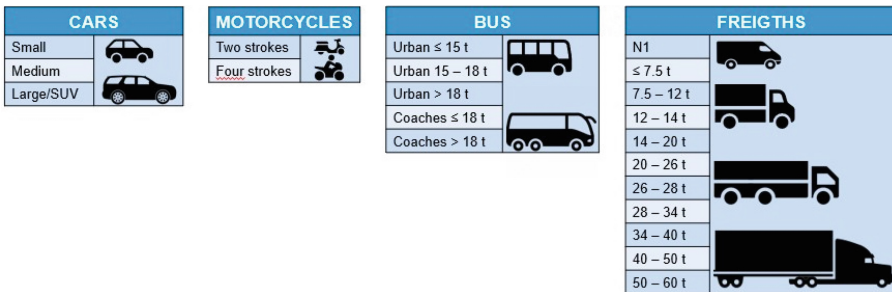 CARS
Small
Medium
Large/SUV
MOTORCYCLES
Two strokes
Four strokes
BUS
Urban ≤ 15 t
Urban 15 – 18 t
Urban > 18 t
Coaches ≤ 18 t
Coaches > 18 t
FREIGTHS
N1
≤ 7.5 t
7.5 – 12 t
12 – 14 t
14 – 20 t
20 – 26 t
26 – 28 t
28 – 34 t
34 – 40 t
40 – 50 t
50 – 60 t